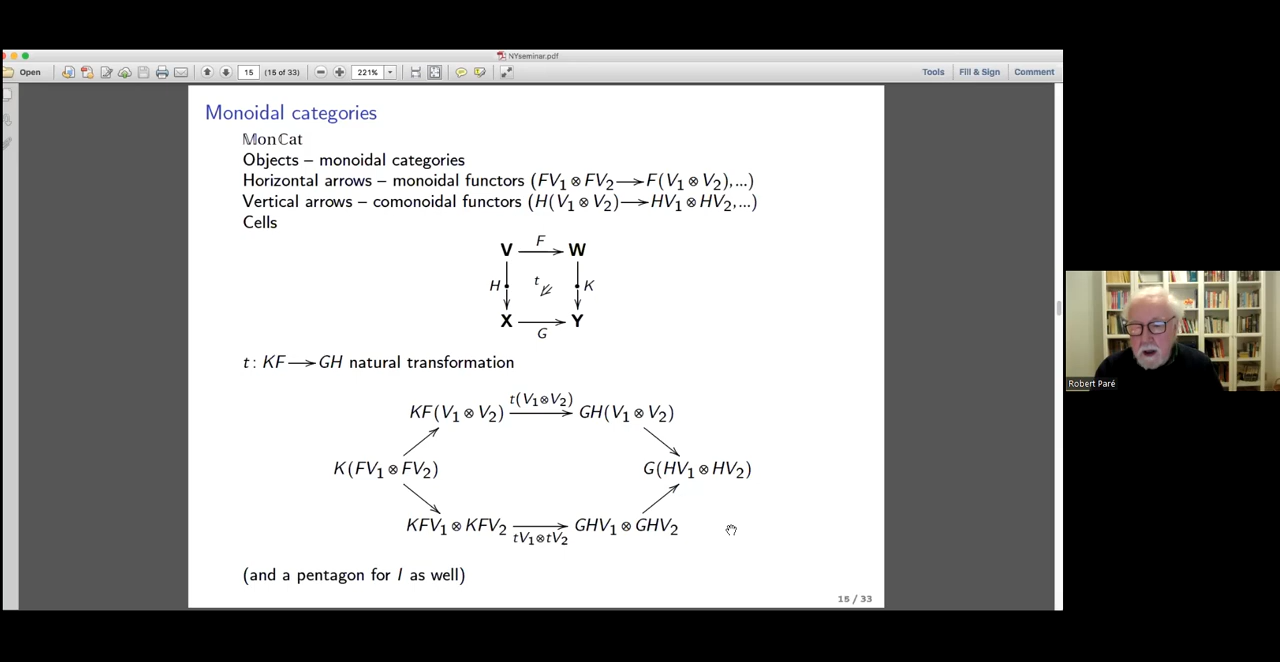 NYseminar.pdf
Open 15 (15 of 33) 221% Tools Fill & Sign Comment
Monoidal categories
𝕄on ℂat
Objects – monoidal categories
Horizontal arrows – monoidal functors (FV₁ ⊗ FV₂ ⟶ F(V₁ ⊗ V₂),...)
Vertical arrows – comonoidal functors (H(V₁ ⊗ V₂) ⟶ HV₁ ⊗ HV₂,...)
Cells
F
V W
H t K
X Y
G
t: KF ⟶ GH natural transformation
t(V₁⊗V₂)
KF(V₁ ⊗ V₂) GH(V₁ ⊗ V₂)
K(FV₁ ⊗ FV₂) G(HV₁ ⊗ HV₂)
KFV₁ ⊗ KFV₂ GHV₁ ⊗ GHV₂
tV₁⊗tV₂
(and a pentagon for I as well)
15 / 33
Robert Paré